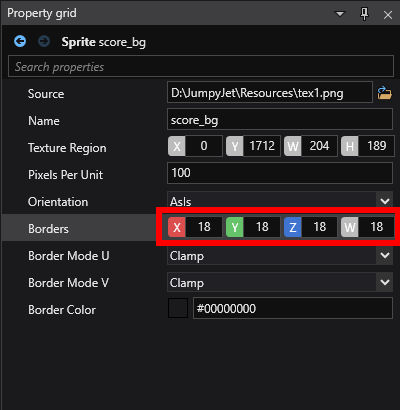 Property grid
Sprite score_bg
Search properties
Source D:\JumpyJet\Resources\tex1.png
Name score_bg
Texture Region X 0 Y 1712 W 204 H 189
Pixels Per Unit 100
Orientation AsIs
Borders X 18 Y 18 Z 18 W 18
Border Mode U Clamp
Border Mode V Clamp
Border Color #00000000